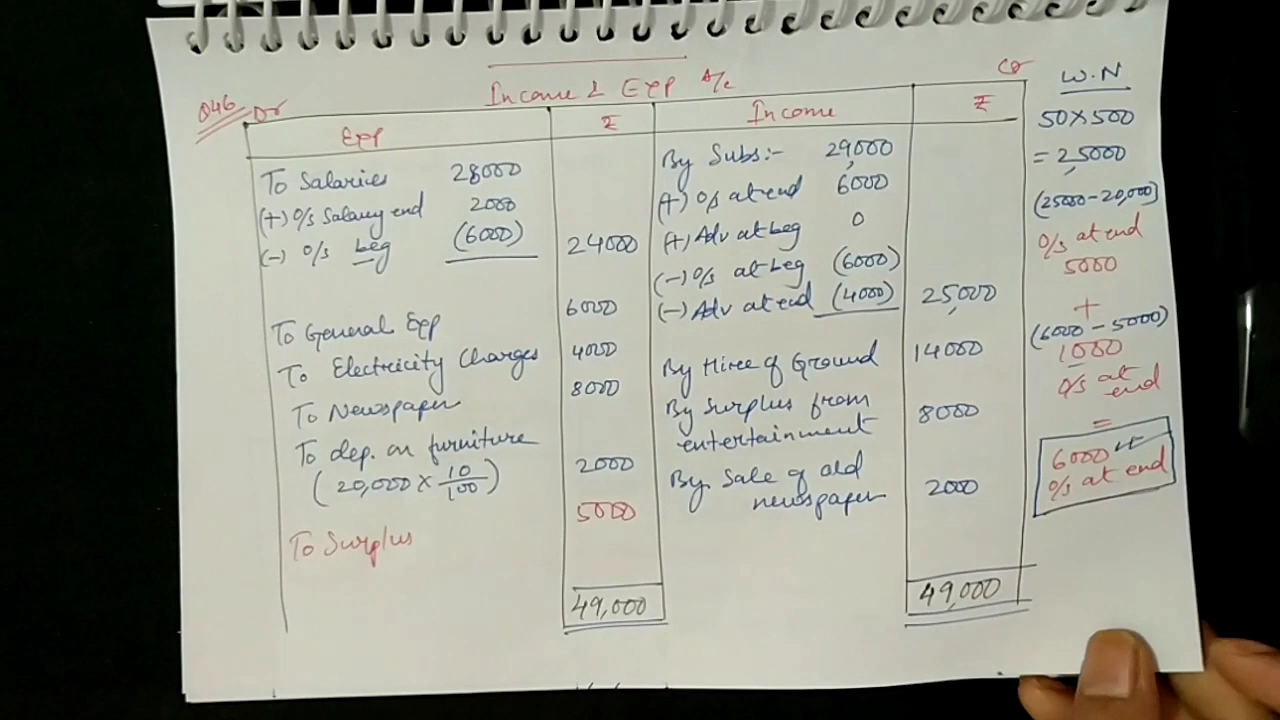 Income & Exp A/c
Q46 Dr Cr
Exp ₹ Income ₹
To Salaries 28000
(+) O/s Salary end 2000
(-) O/s beg (6000) 24000
To General Exp 6000
To Electricity Charges 4000
To Newspaper 8000
To dep. on furniture
(20,000 × 10/100) 2000
To Surplus 5000
49,000
By Subs:- 29,000
(+) O/s at end 6000
(+) Adv at beg 0
(-) O/s at beg (6000)
(-) Adv at end (4000) 25,000
By Hire of Ground 14000
By Surplus from
entertainment 8000
By Sale of old
newspaper 2000
49,000
W.N
50×500
= 25000
(25000-20,000)
O/s at end
5000
+
(6000-5000)
1000
O/s at
end
=
6000
O/s at end